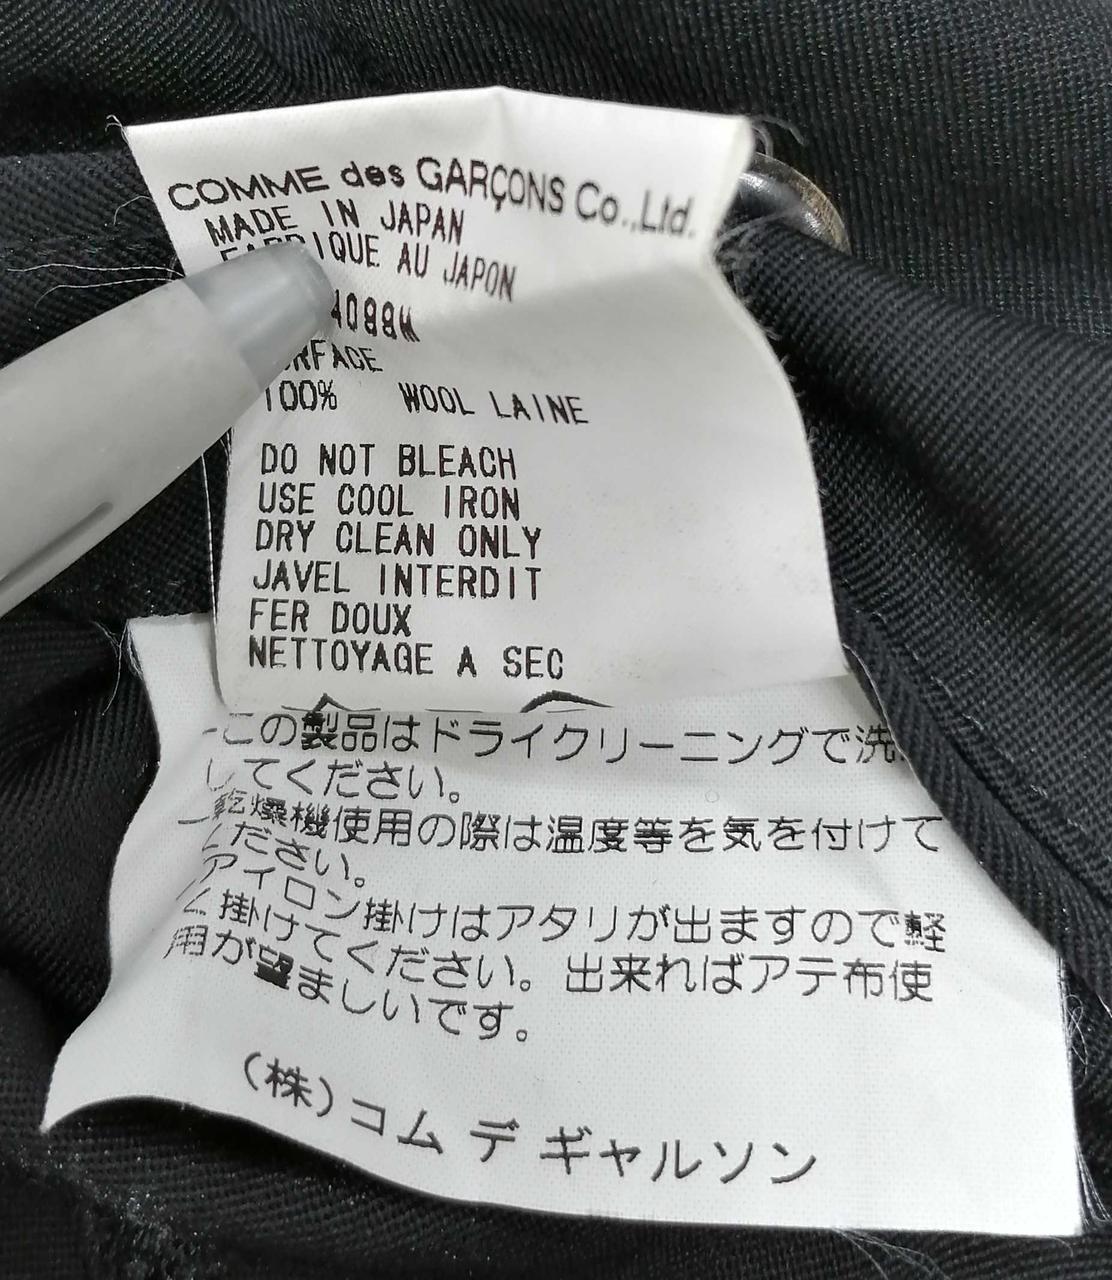 COMME des GARÇONS Co.,Ltd.
MADE IN JAPAN
FABRIQUE AU JAPON
4099M
RFACE
100% WOOL LAINE
DO NOT BLEACH
USE COOL IRON
DRY CLEAN ONLY
JAVEL INTERDIT
FER DOUX
NETTOYAGE A SEC
この製品はドライクリーニングで洗
してください。
乾燥機使用の際は温度等を気を付けて
ください。
アイロン掛けはアタリが出ますので軽
く掛けてください。出来ればアテ布使
用が望ましいです。
(株)コム デ ギャルソン